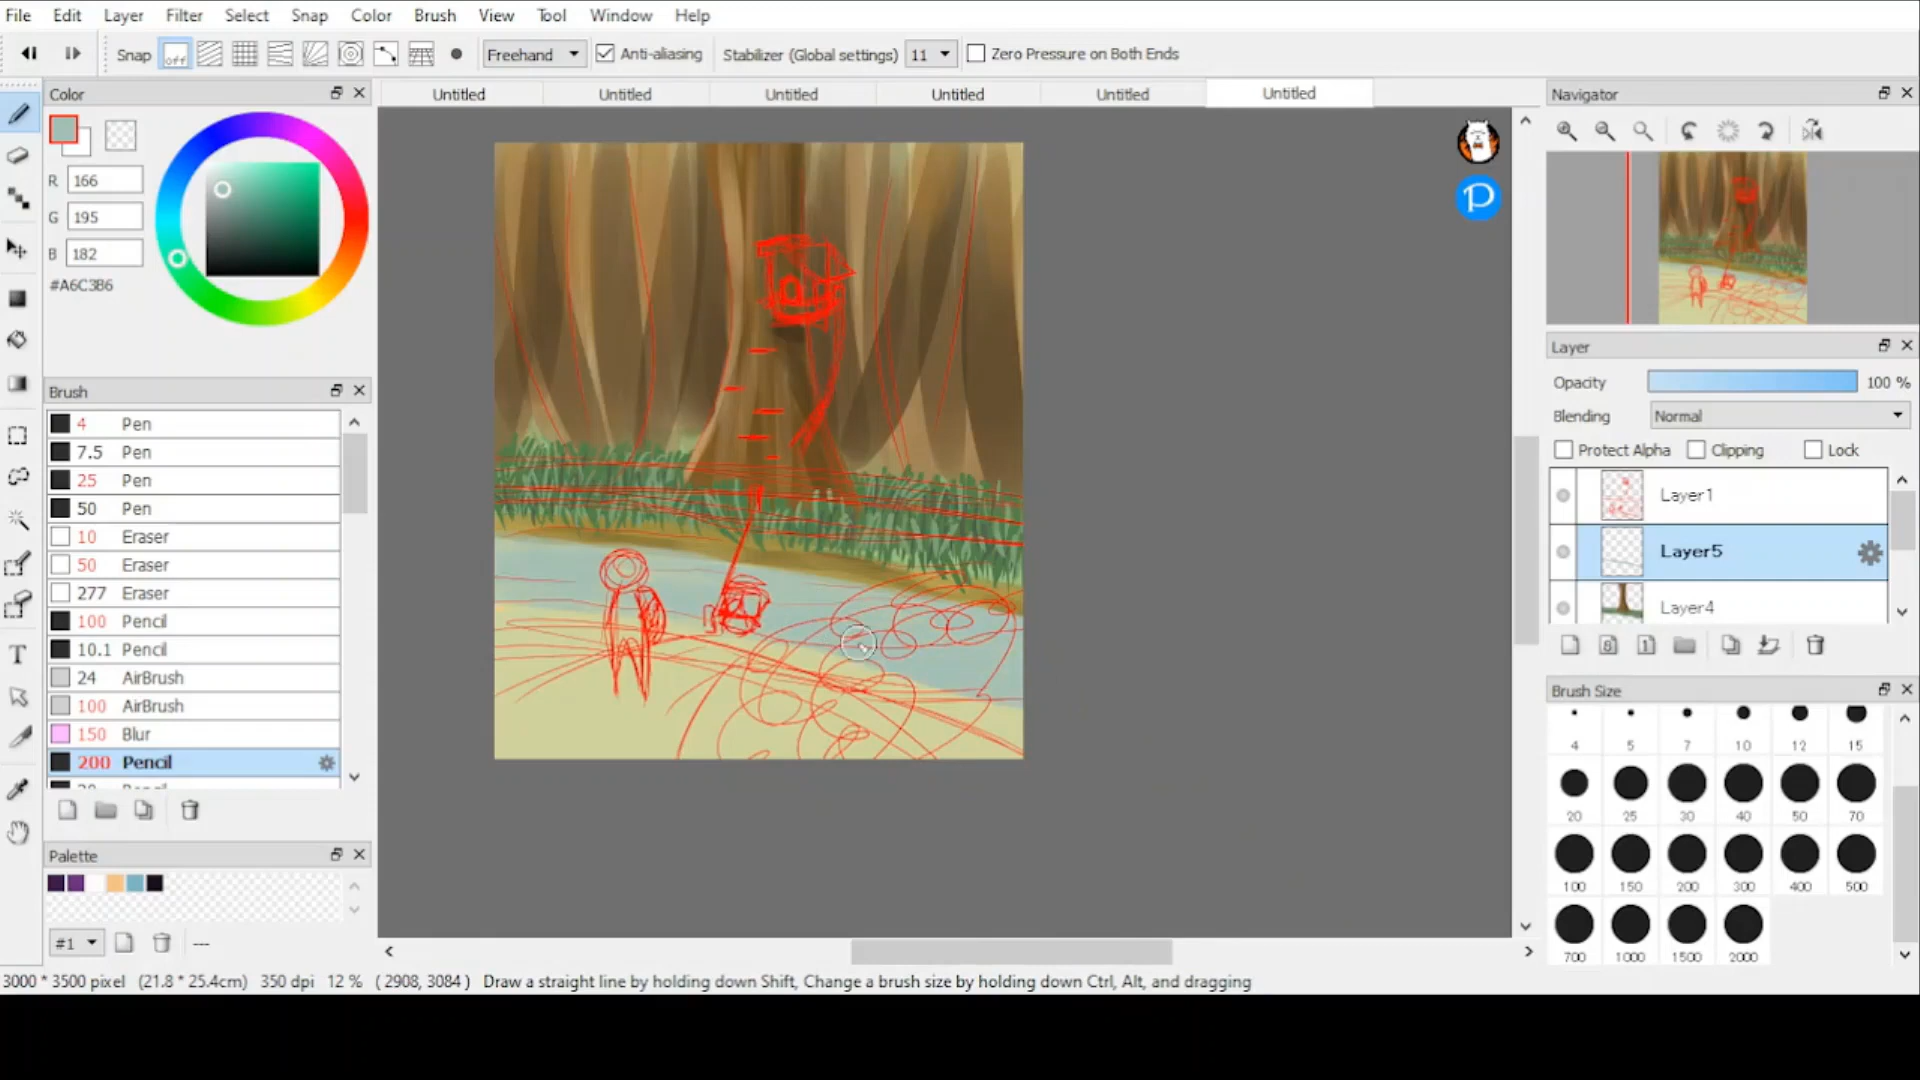 File Edit Layer Filter Select Snap Color Brush View Tool Window Help
Snap off Freehand Anti-aliasing Stabilizer (Global settings) 11 Zero Pressure on Both Ends
Color
R 166
G 195
B 182
#A6C3B6
Brush
4 Pen
7.5 Pen
25 Pen
50 Pen
10 Eraser
50 Eraser
277 Eraser
100 Pencil
10.1 Pencil
24 AirBrush
100 AirBrush
150 Blur
200 Pencil
Palette
#1 ---
Untitled Untitled Untitled Untitled Untitled Untitled
P
Navigator
Layer
Opacity 100 %
Blending Normal
Protect Alpha Clipping Lock
Layer1
Layer5
Layer4
8 1
Brush Size
4 5 7 10 12 15
20 25 30 40 50 70
100 150 200 300 400 500
700 1000 1500 2000
3000 * 3500 pixel (21.8 * 25.4cm) 350 dpi 12 % ( 2908, 3084 ) Draw a straight line by holding down Shift, Change a brush size by holding down Ctrl, Alt, and dragging